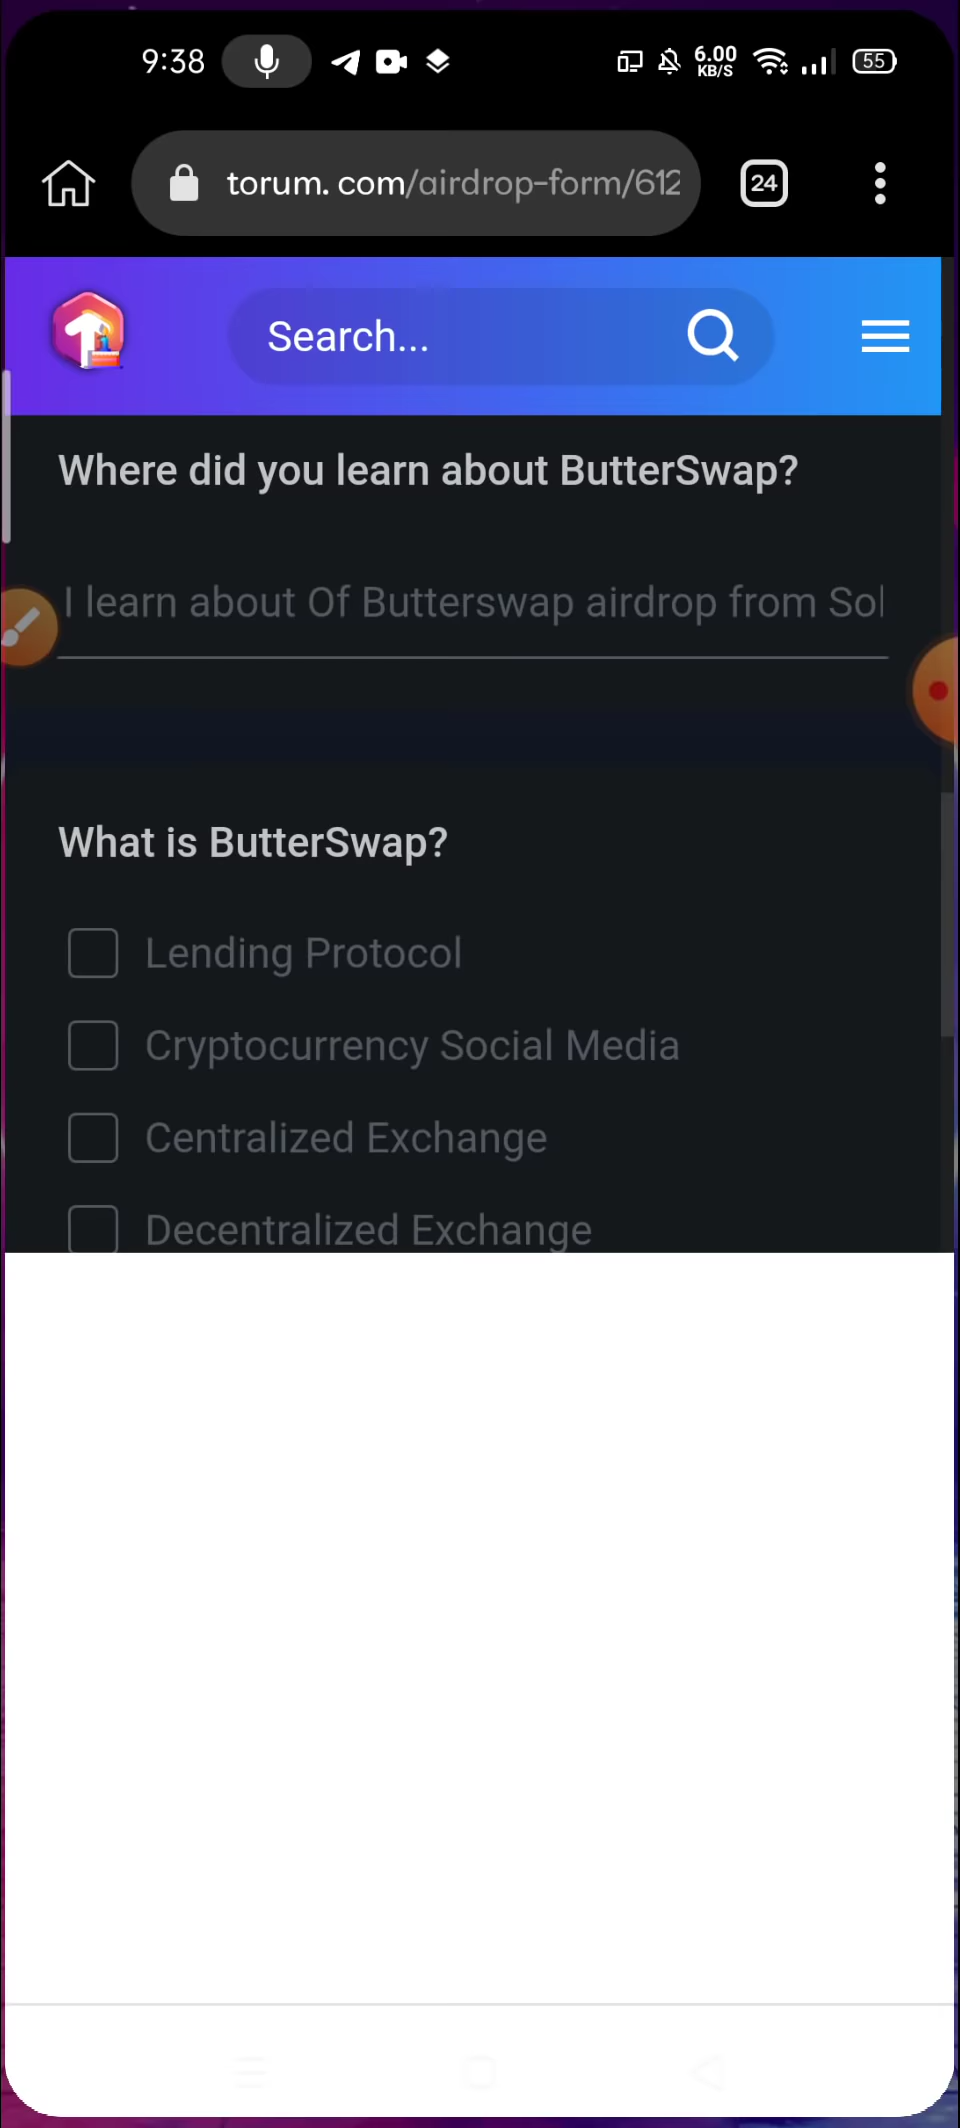 9:38
6.00
KB/S
55
torum.com/airdrop-form/612
24
Search...
Where did you learn about ButterSwap?
I learn about Of Butterswap airdrop from Sol
What is ButterSwap?
Lending Protocol
Cryptocurrency Social Media
Centralized Exchange
Decentralized Exchange